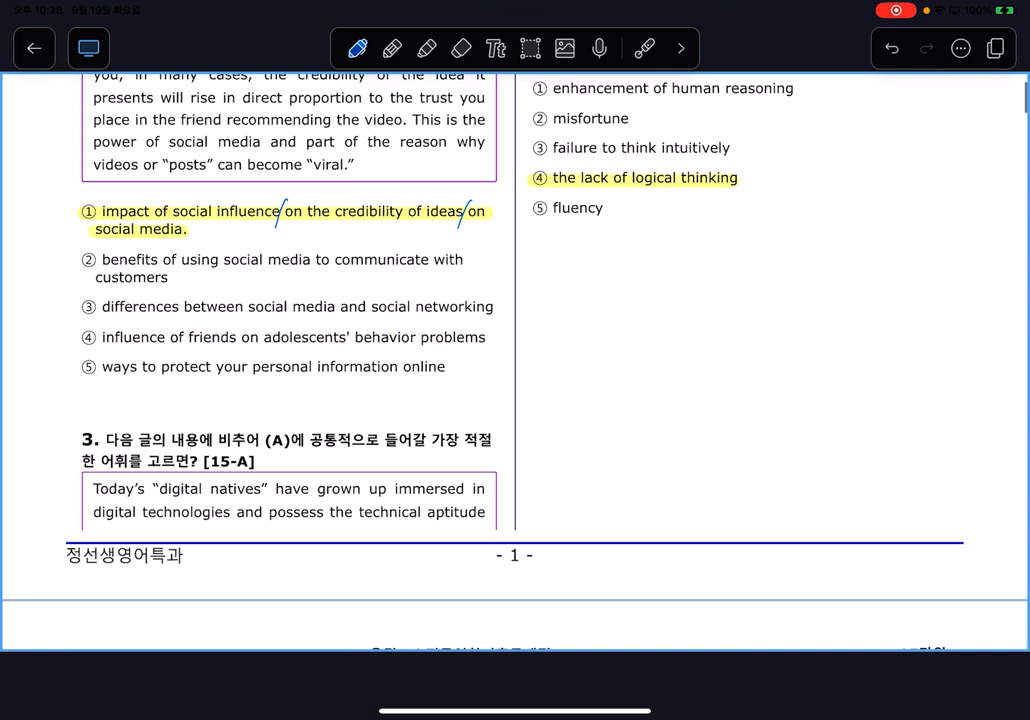 오후 10:28 9월 19일 화요일
100%
Tt
you, in many cases, the credibility of the idea it
presents will rise in direct proportion to the trust you
place in the friend recommending the video. This is the
power of social media and part of the reason why
videos or “posts” can become “viral.”
① impact of social influence on the credibility of ideas on
social media.
② benefits of using social media to communicate with
customers
③ differences between social media and social networking
④ influence of friends on adolescents' behavior problems
⑤ ways to protect your personal information online
3. 다음 글의 내용에 비추어 (A)에 공통적으로 들어갈 가장 적절
한 어휘를 고르면? [15-A]
Today’s “digital natives” have grown up immersed in
digital technologies and possess the technical aptitude
① enhancement of human reasoning
② misfortune
③ failure to think intuitively
④ the lack of logical thinking
⑤ fluency
정선생영어특과
- 1 -